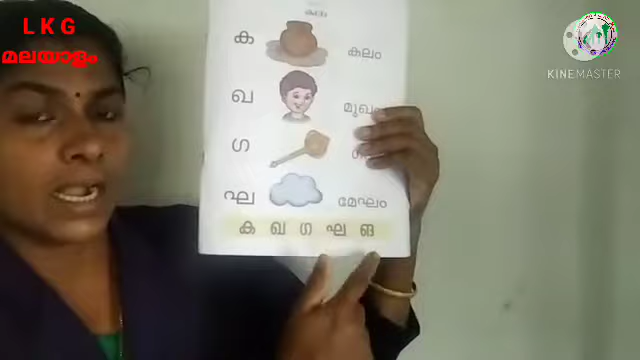 L K G
മലയാളം
ക
കലം
ഖ
മുഖം
ഗ
ഘ
മേഘം
ക ഖ ഗ ഘ ങ
KINEMASTER